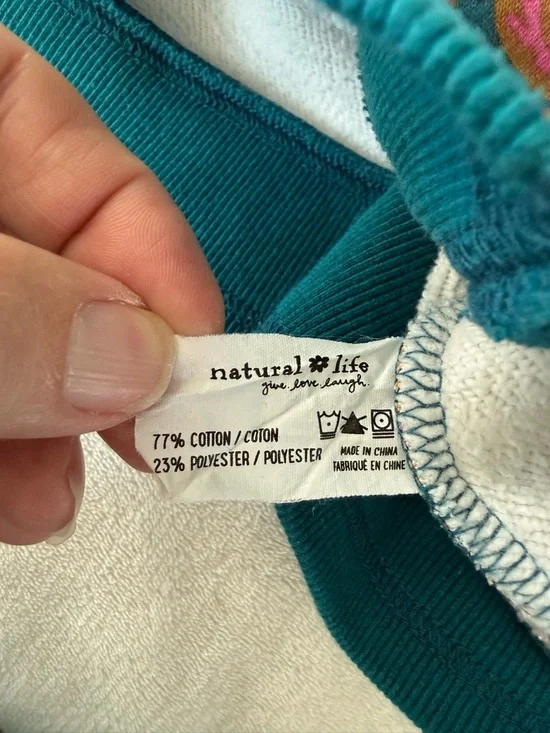 natural life
give. love. laugh.
77% COTTON / COTON
23% POLYESTER / POLYESTER
MADE IN CHINA
FABRIQUÉ EN CHINE